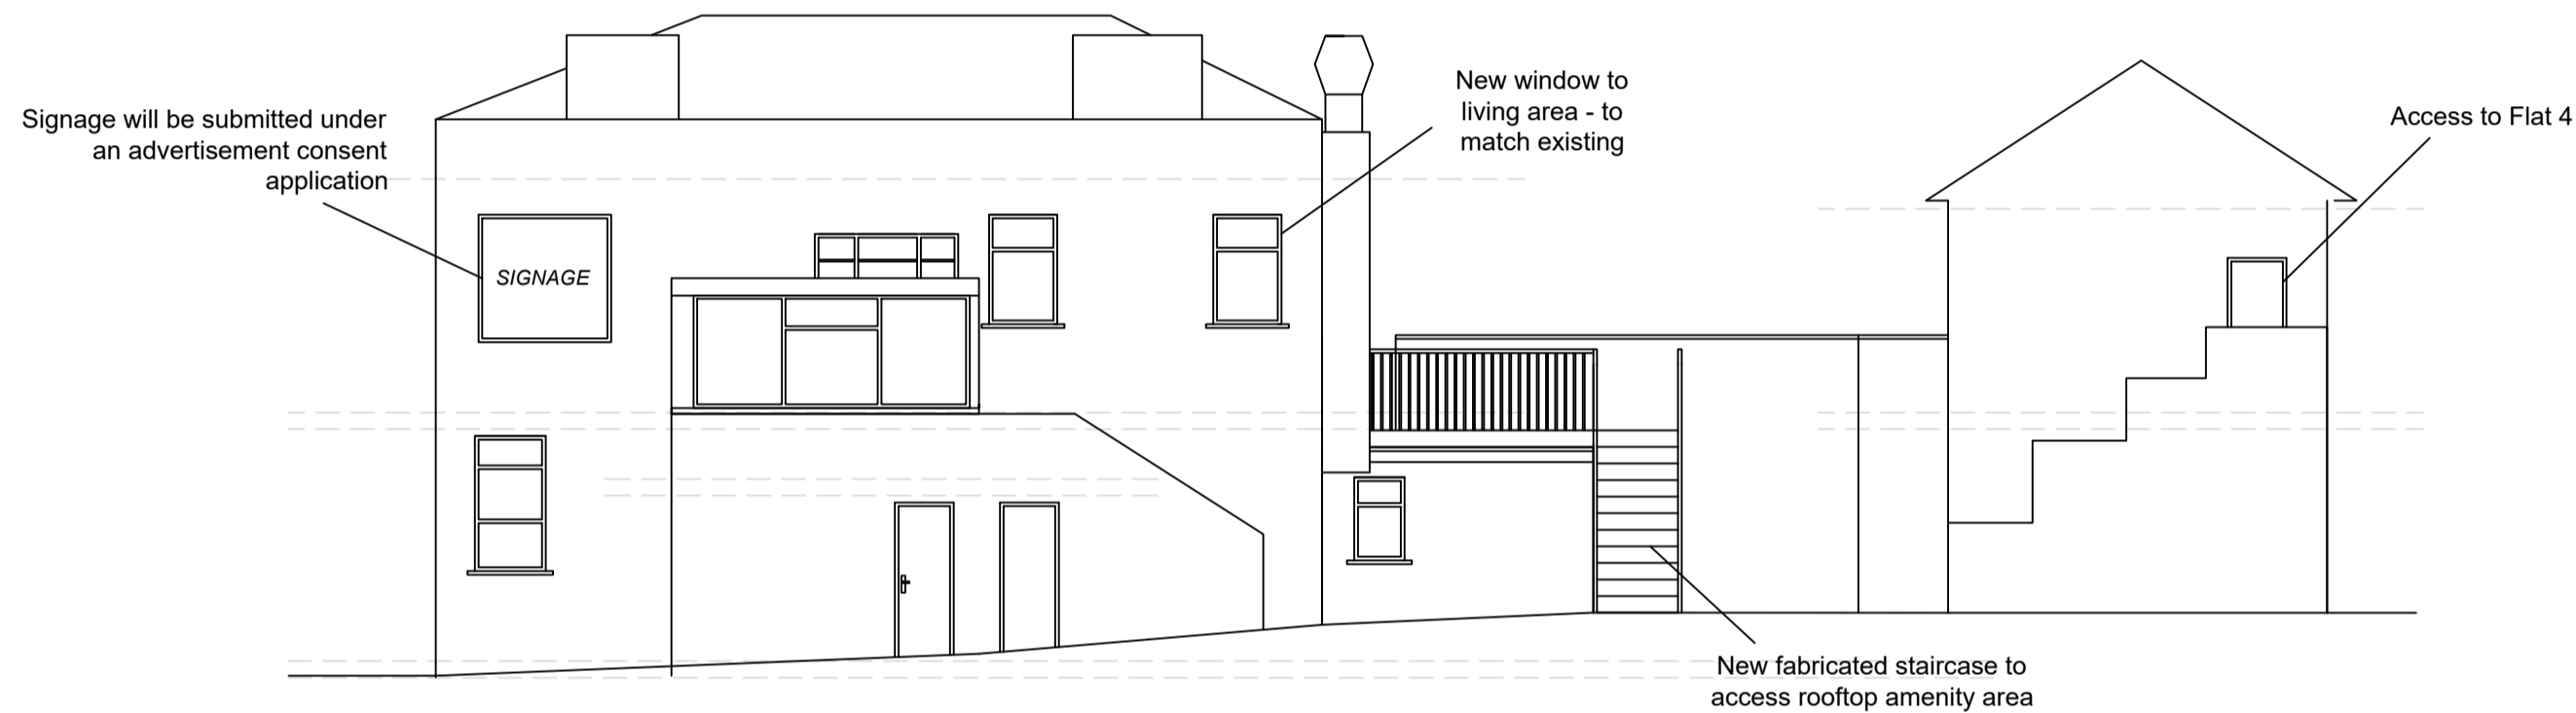 Signage will be submitted under
an advertisement consent
application
SIGNAGE
New window to
living area - to
match existing
Access to Flat 4
New fabricated staircase to
access rooftop amenity area